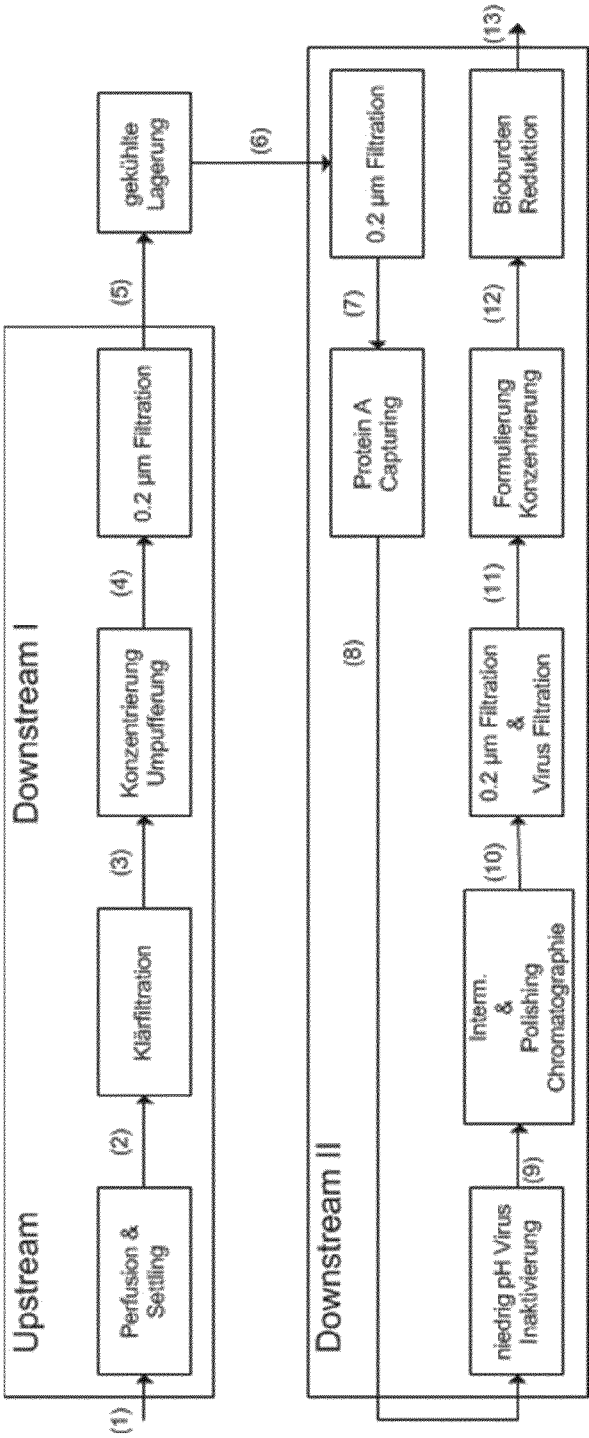 Upstream
Downstream I
(1)
Perfusion &
Settling
(2)
Klärfiltration
(3)
Konzentrierung
Umpufferung
(4)
0.2 µm Filtration
(5)
gekühlte
Lagerung
(6)
Downstream II
0.2 µm Filtration
(7)
Protein A
Capturing
(8)
niedrig pH Virus
Inaktivierung
(9)
Interm.
&
Polishing
Chromatographie
(10)
0.2 µm Filtration
&
Virus Filtration
(11)
Formulierung
Konzentrierung
(12)
Bioburden
Reduktion
(13)